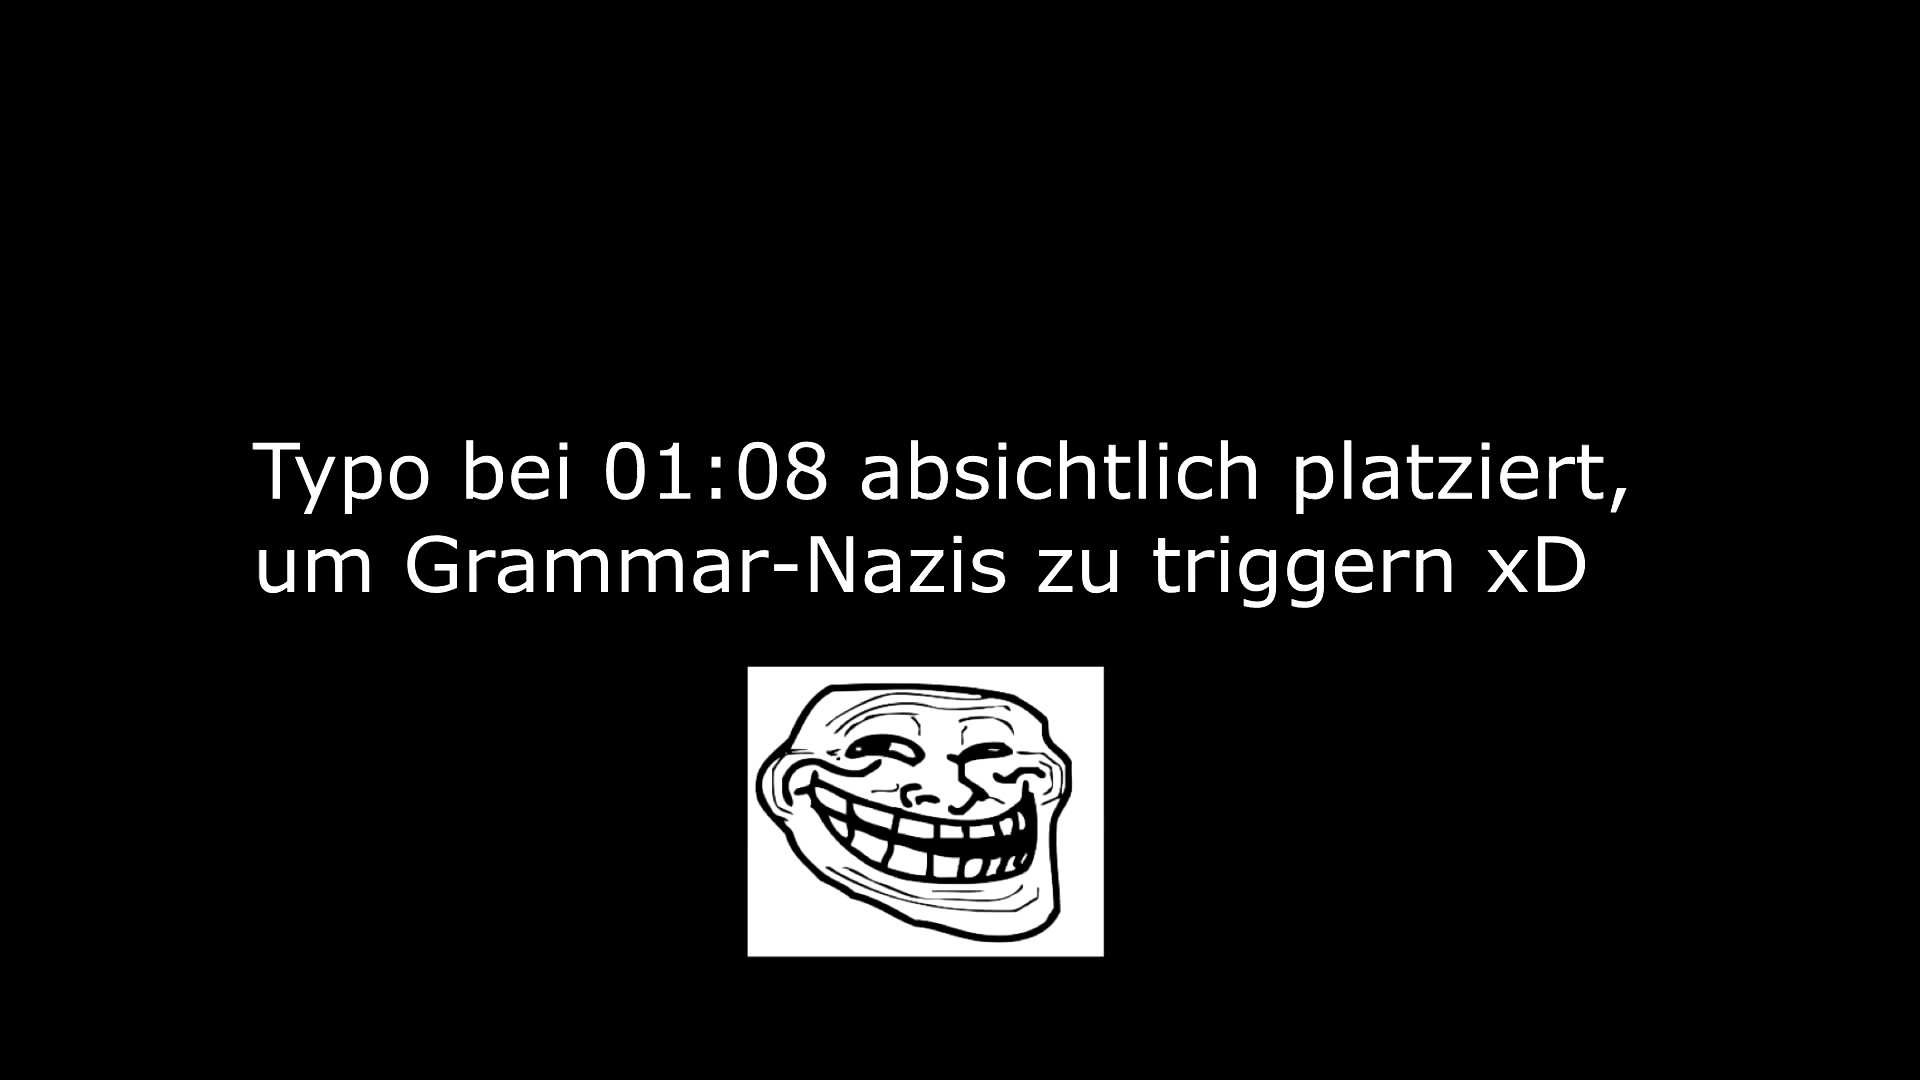 Typo bei 01:08 absichtlich platziert,
um Grammar-Nazis zu triggern xD